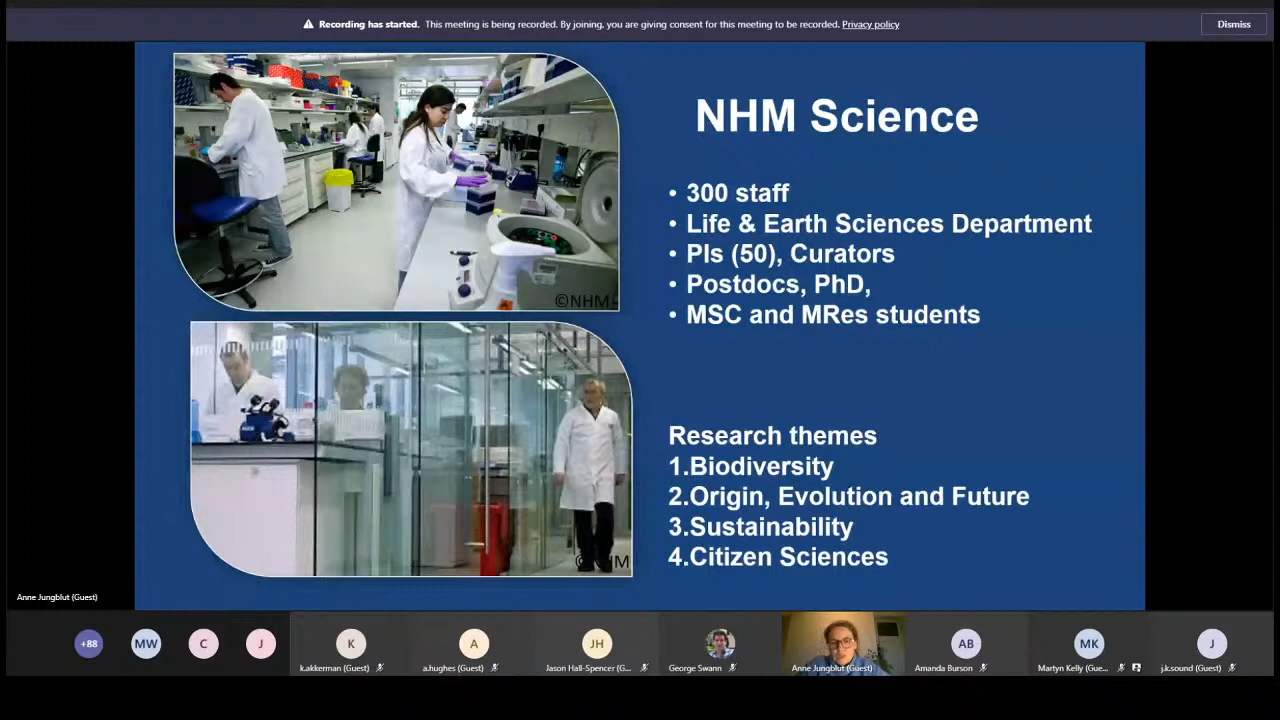 Recording has started. This meeting is being recorded. By joining, you are giving consent for this meeting to be recorded. Privacy policy
Dismiss
NHM Science
• 300 staff
• Life & Earth Sciences Department
• PIs (50), Curators
• Postdocs, PhD,
• MSC and MRes students
©NHM
Research themes
1.Biodiversity
2.Origin, Evolution and Future
3.Sustainability
4.Citizen Sciences
©NHM
Anne Jungblut (Guest)
+88
MW
C
J
K
k.akkerman (Guest)
A
a.hughes (Guest)
JH
Jason Hall-Spencer (G...
George Swann
Anne Jungblut (Guest)
AB
Amanda Burson
MK
Martyn Kelly (Gue...
J
j.k.sound (Guest)